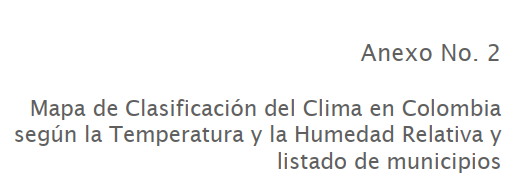 Anexo No. 2
Mapa de Clasificación del Clima en Colombia
según la Temperatura y la Humedad Relativa y
listado de municipios